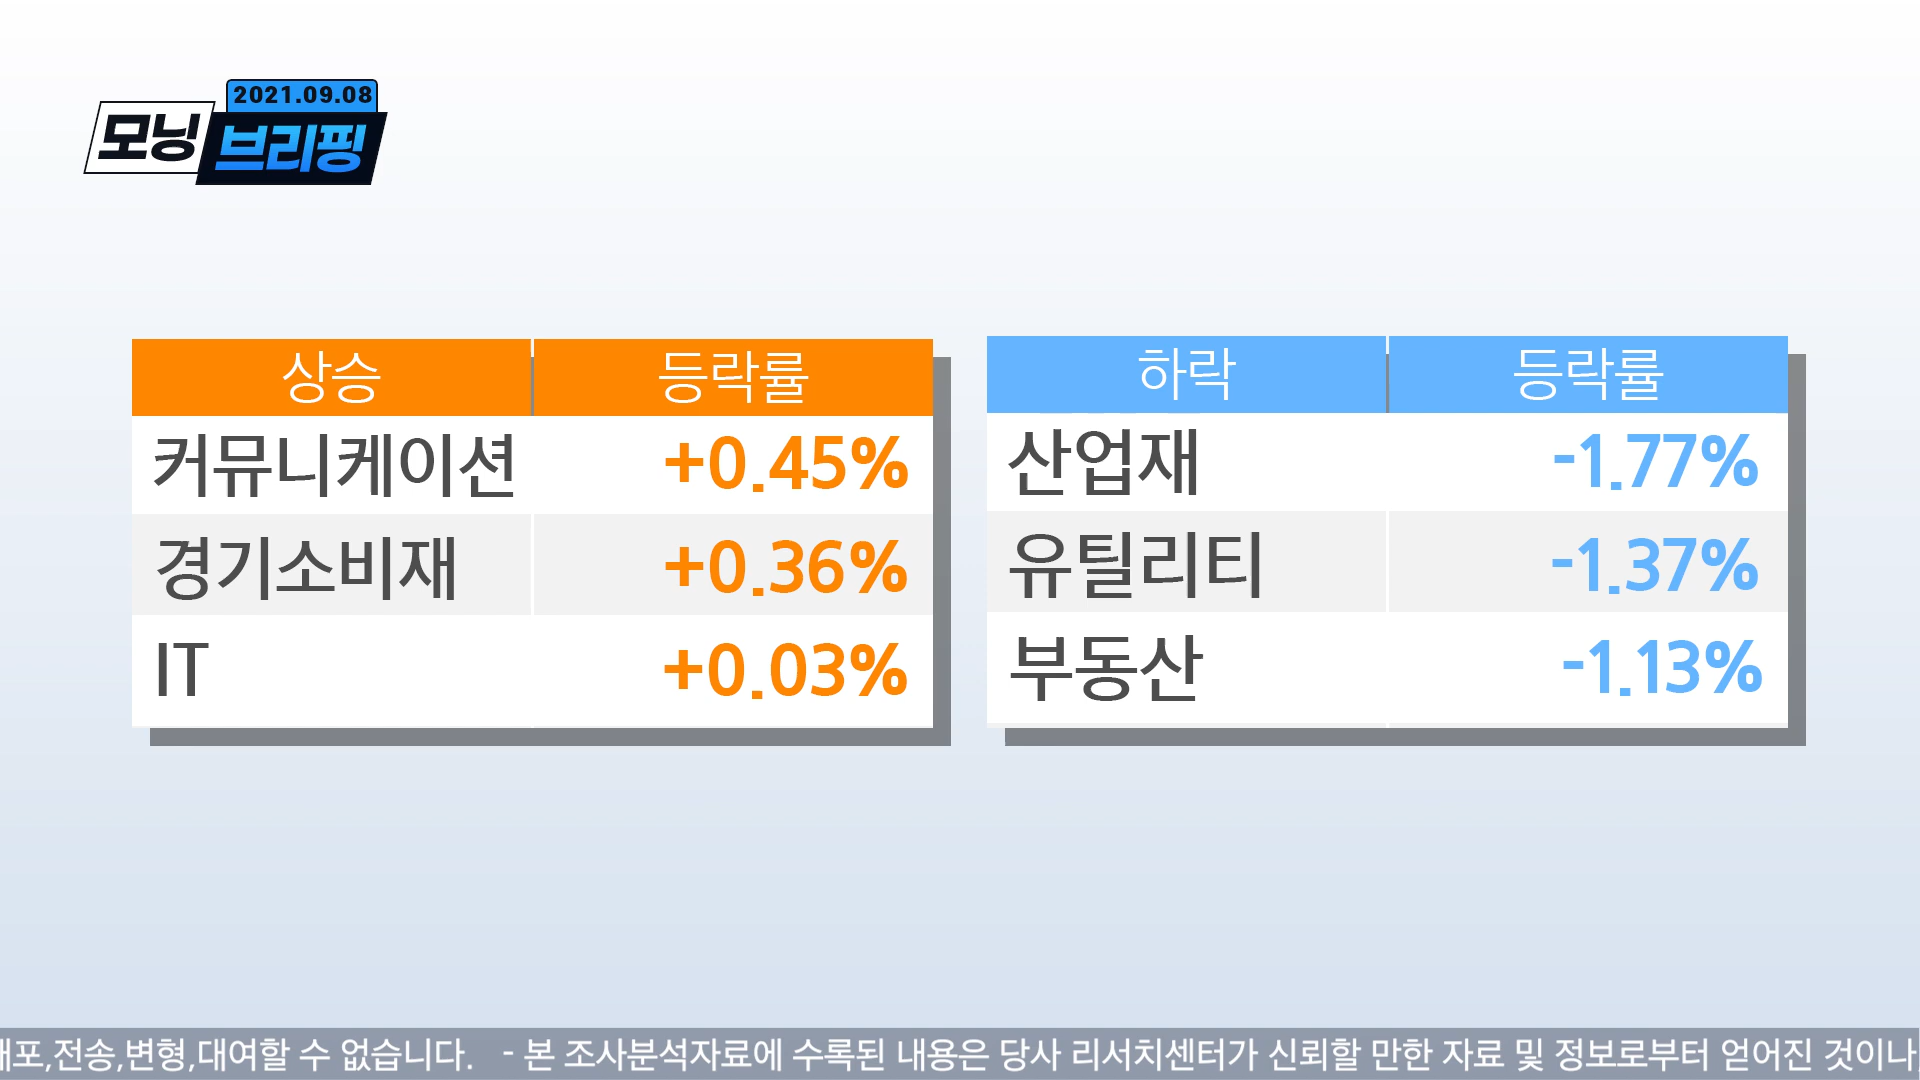 2021.09.08
모닝 브리핑
상승 등락률
커뮤니케이션 +0.45%
경기소비재 +0.36%
IT +0.03%
하락 등락률
산업재 -1.77%
유틸리티 -1.37%
부동산 -1.13%
전송,변형,대여할 수 없습니다. - 본 조사분석자료에 수록된 내용은 당사 리서치센터가 신뢰할 만한 자료 및 정보로부터 얻어진 것이나,